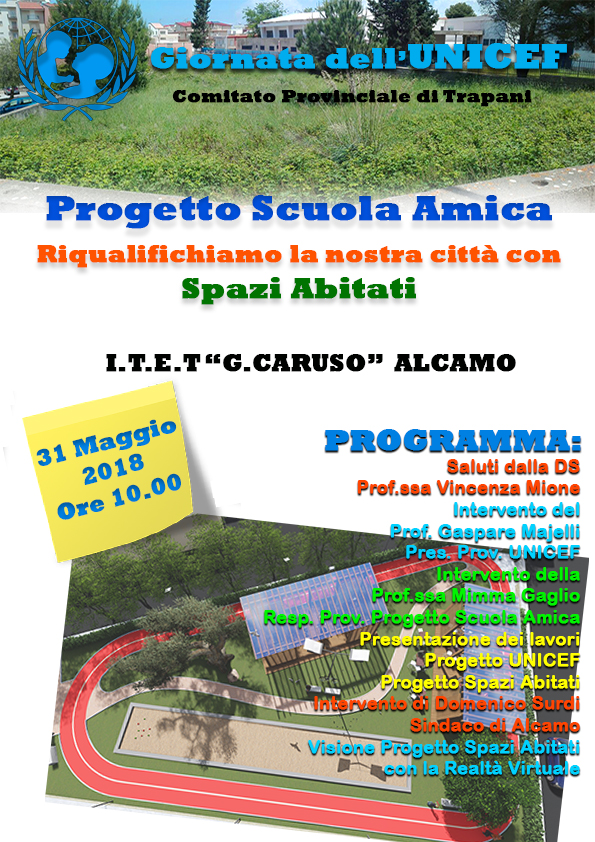 Giornata dell'UNICEF
Comitato Provinciale di Trapani
Progetto Scuola Amica
Riqualifichiamo la nostra città con
Spazi Abitati
I.T.E.T “G.CARUSO” ALCAMO
31 Maggio
2018
Ore 10.00
PROGRAMMA:
Saluti dalla DS
Prof.ssa Vincenza Mione
Intervento del
Prof. Gaspare Majelli
Pres. Prov. UNICEF
Intervento della
Prof.ssa Mimma Gaglio
Resp. Prov. Progetto Scuola Amica
Presentazione dei lavori
Progetto UNICEF
Progetto Spazi Abitati
Intervento di Domenico Surdi
Sindaco di Alcamo
Visione Progetto Spazi Abitati
con la Realtà Virtuale